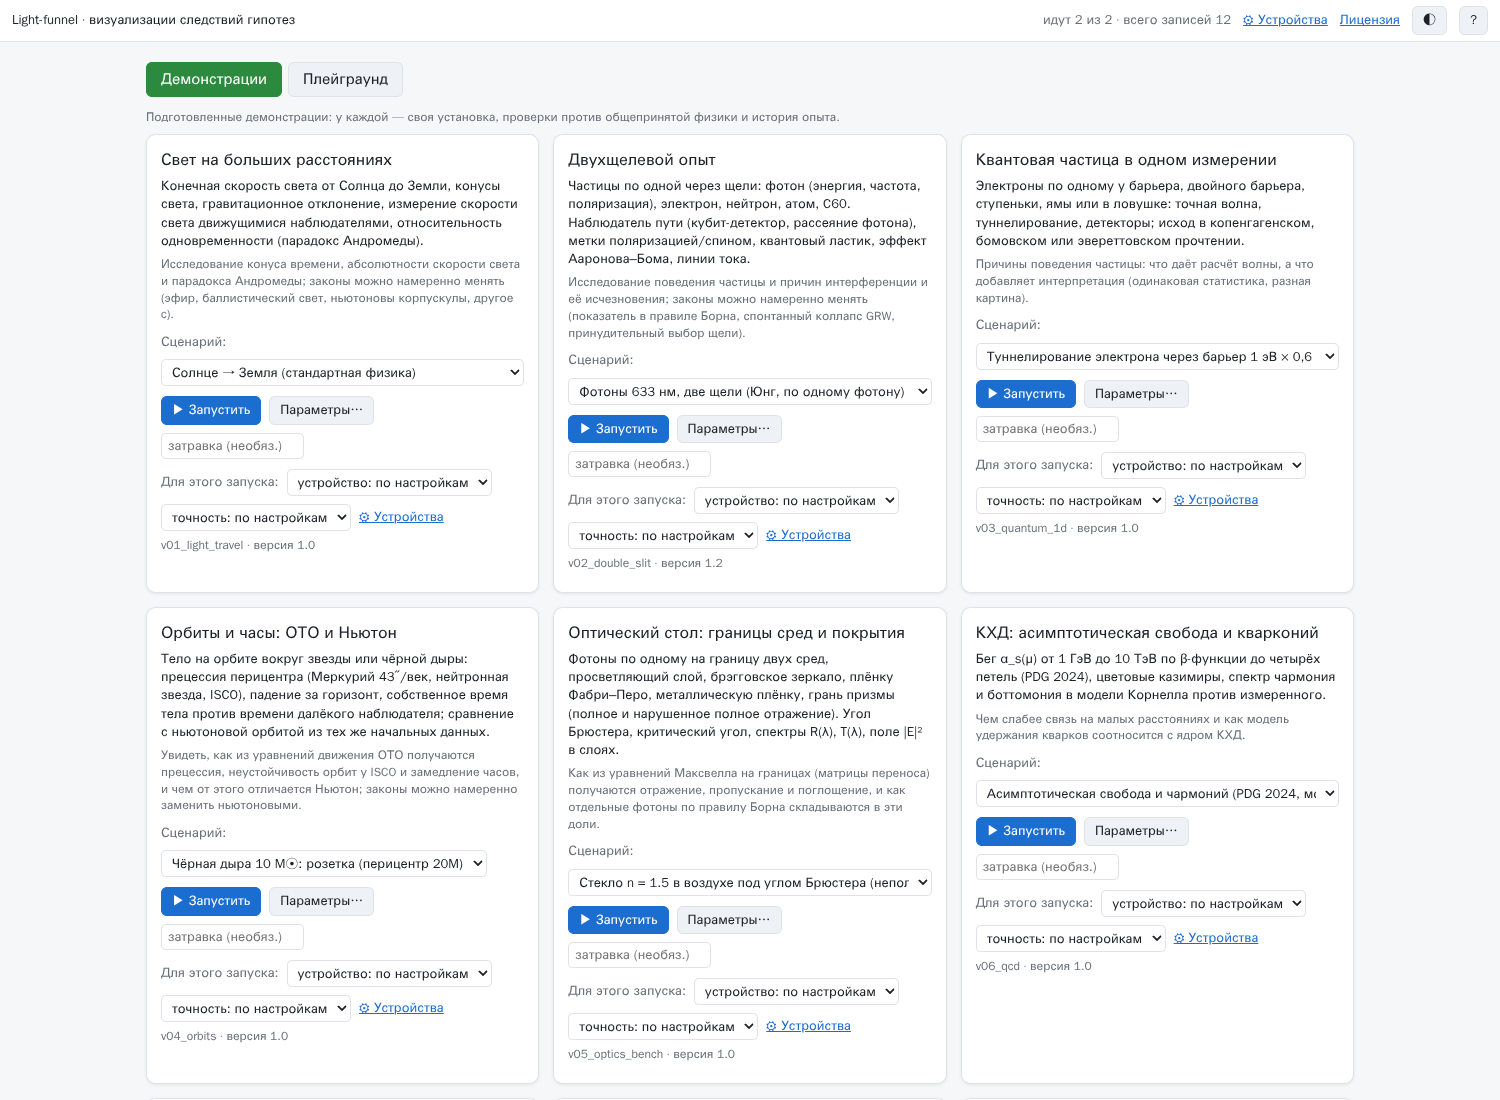 Light-funnel · визуализации следствий гипотез
идут 2 из 2 · всего записей 12
⚙ Устройства
Лицензия
?
Демонстрации
Плейграунд
Подготовленные демонстрации: у каждой — своя установка, проверки против общепринятой физики и история опыта.
Свет на больших расстояниях
Конечная скорость света от Солнца до Земли, конусы
света, гравитационное отклонение, измерение скорости
света движущимися наблюдателями, относительность
одновременности (парадокс Андромеды).
Исследование конуса времени, абсолютности скорости света
и парадокса Андромеды; законы можно намеренно менять
(эфир, баллистический свет, ньютоновы корпускулы, другое
c).
Сценарий:
Солнце → Земля (стандартная физика)
▶ Запустить
Параметры…
затравка (необяз.)
Для этого запуска:
устройство: по настройкам
точность: по настройкам
⚙ Устройства
v01_light_travel · версия 1.0
Двухщелевой опыт
Частицы по одной через щели: фотон (энергия, частота,
поляризация), электрон, нейтрон, атом, C60.
Наблюдатель пути (кубит-детектор, рассеяние фотона),
метки поляризацией/спином, квантовый ластик, эффект
Ааронова–Бома, линии тока.
Исследование поведения частицы и причин интерференции и
её исчезновения; законы можно намеренно менять
(показатель в правиле Борна, спонтанный коллапс GRW,
принудительный выбор щели).
Сценарий:
Фотоны 633 нм, две щели (Юнг, по одному фотону)
▶ Запустить
Параметры…
затравка (необяз.)
Для этого запуска:
устройство: по настройкам
точность: по настройкам
⚙ Устройства
v02_double_slit · версия 1.2
Квантовая частица в одном измерении
Электроны по одному у барьера, двойного барьера,
ступеньки, ямы или в ловушке: точная волна,
туннелирование, детекторы; исход в копенгагенском,
бомовском или эвереттовском прочтении.
Причины поведения частицы: что даёт расчёт волны, а что
добавляет интерпретация (одинаковая статистика, разная
картина).
Сценарий:
Туннелирование электрона через барьер 1 эВ × 0,6
▶ Запустить
Параметры…
затравка (необяз.)
Для этого запуска:
устройство: по настройкам
точность: по настройкам
⚙ Устройства
v03_quantum_1d · версия 1.0
Орбиты и часы: ОТО и Ньютон
Тело на орбите вокруг звезды или чёрной дыры:
прецессия перицентра (Меркурий 43″/век, нейтронная
звезда, ISCO), падение за горизонт, собственное время
тела против времени далёкого наблюдателя; сравнение
с ньютоновой орбитой из тех же начальных данных.
Увидеть, как из уравнений движения ОТО получаются
прецессия, неустойчивость орбит у ISCO и замедление часов,
и чем от этого отличается Ньютон; законы можно намеренно
заменить ньютоновыми.
Сценарий:
Чёрная дыра 10 M☉: розетка (перицентр 20M)
▶ Запустить
Параметры…
затравка (необяз.)
Для этого запуска:
устройство: по настройкам
точность: по настройкам
⚙ Устройства
v04_orbits · версия 1.0
Оптический стол: границы сред и покрытия
Фотоны по одному на границу двух сред,
просветляющий слой, брэгговское зеркало, плёнку
Фабри–Перо, металлическую плёнку, грань призмы
(полное и нарушенное полное отражение). Угол
Брюстера, критический угол, спектры R(λ), T(λ), поле |E|²
в слоях.
Как из уравнений Максвелла на границах (матрицы переноса)
получаются отражение, пропускание и поглощение, и как
отдельные фотоны по правилу Борна складываются в эти
доли.
Сценарий:
Стекло n = 1.5 в воздухе под углом Брюстера (непол
▶ Запустить
Параметры…
затравка (необяз.)
Для этого запуска:
устройство: по настройкам
точность: по настройкам
⚙ Устройства
v05_optics_bench · версия 1.0
КХД: асимптотическая свобода и кварконий
Бег α_s(μ) от 1 ГэВ до 10 ТэВ по β-функции до четырёх
петель (PDG 2024), цветовые казимиры, спектр чармония
и боттомония в модели Корнелла против измеренного.
Чем слабее связь на малых расстояниях и как модель
удержания кварков соотносится с ядром КХД.
Сценарий:
Асимптотическая свобода и чармоний (PDG 2024, мо
▶ Запустить
Параметры…
затравка (необяз.)
Для этого запуска:
устройство: по настройкам
точность: по настройкам
⚙ Устройства
v06_qcd · версия 1.0